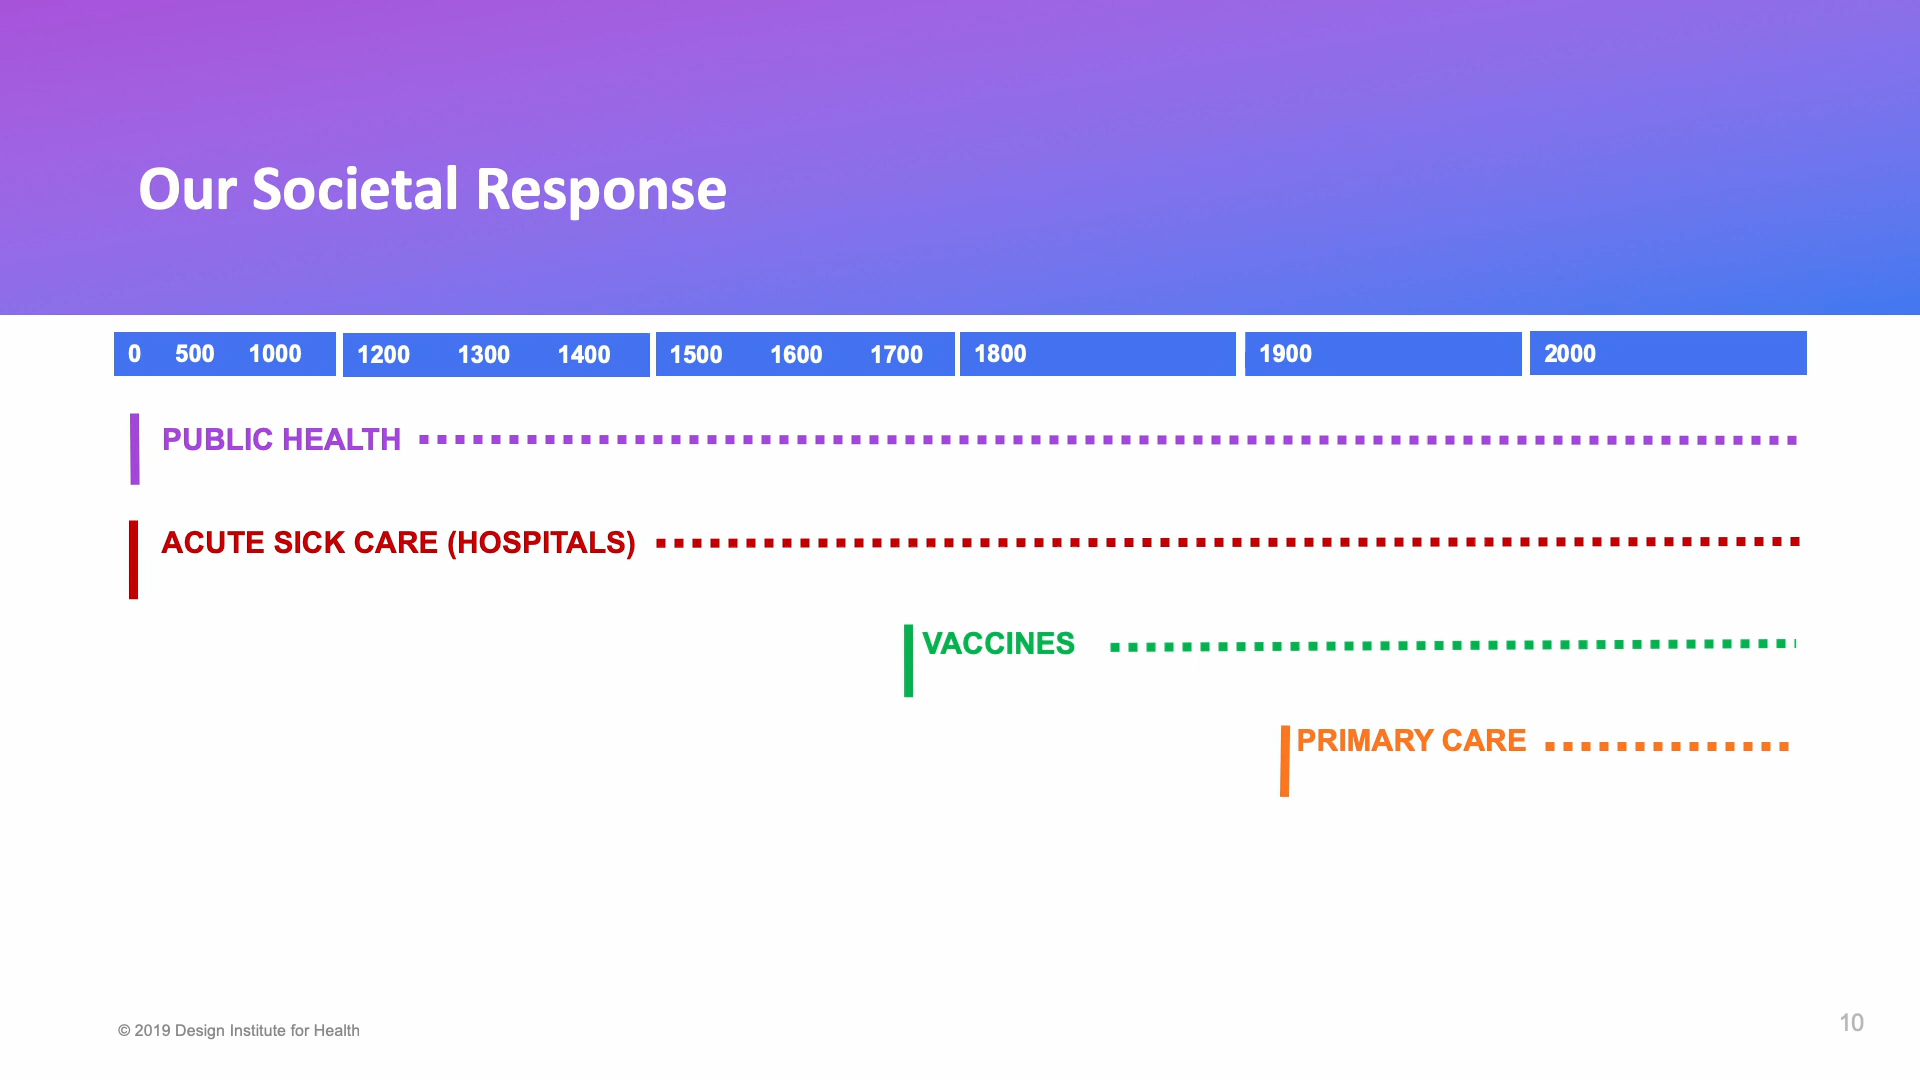 Our Societal Response
0 500 1000 1200 1300 1400 1500 1600 1700 1800 1900 2000
PUBLIC HEALTH
ACUTE SICK CARE (HOSPITALS)
VACCINES
PRIMARY CARE
© 2019 Design Institute for Health
10